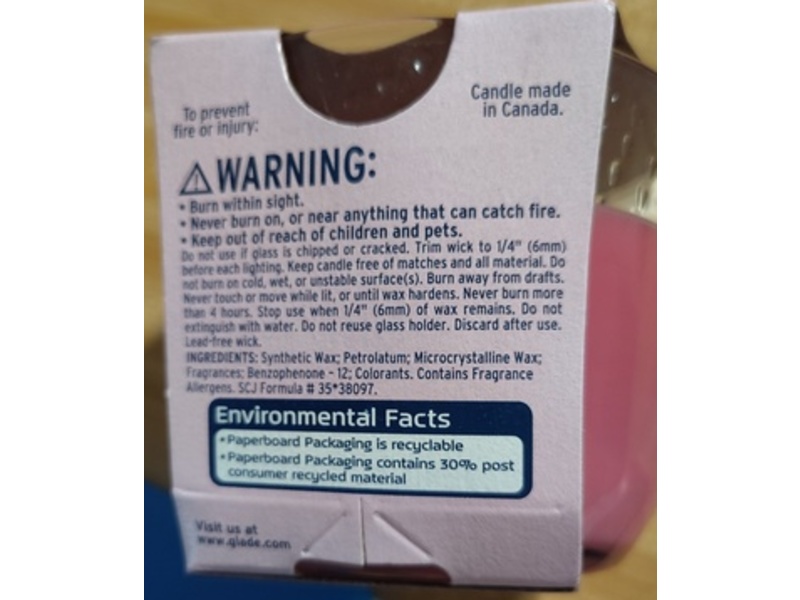 To prevent
fire or injury:
Candle made
in Canada.
⚠WARNING:
• Burn within sight.
• Never burn on, or near anything that can catch fire.
• Keep out of reach of children and pets.
Do not use if glass is chipped or cracked. Trim wick to 1/4" (6mm)
before each lighting. Keep candle free of matches and all material. Do
not burn on cold, wet, or unstable surface(s). Burn away from drafts.
Never touch or move while lit, or until wax hardens. Never burn more
than 4 hours. Stop use when 1/4" (6mm) of wax remains. Do not
extinguish with water. Do not reuse glass holder. Discard after use.
Lead-free wick.
INGREDIENTS: Synthetic Wax; Petrolatum; Microcrystalline Wax;
Fragrances; Benzophenone - 12; Colorants. Contains Fragrance
Allergens. SCJ Formula # 35*38097.
Environmental Facts
• Paperboard Packaging is recyclable
• Paperboard Packaging contains 30% post
consumer recycled material
Visit us at
www.glade.com